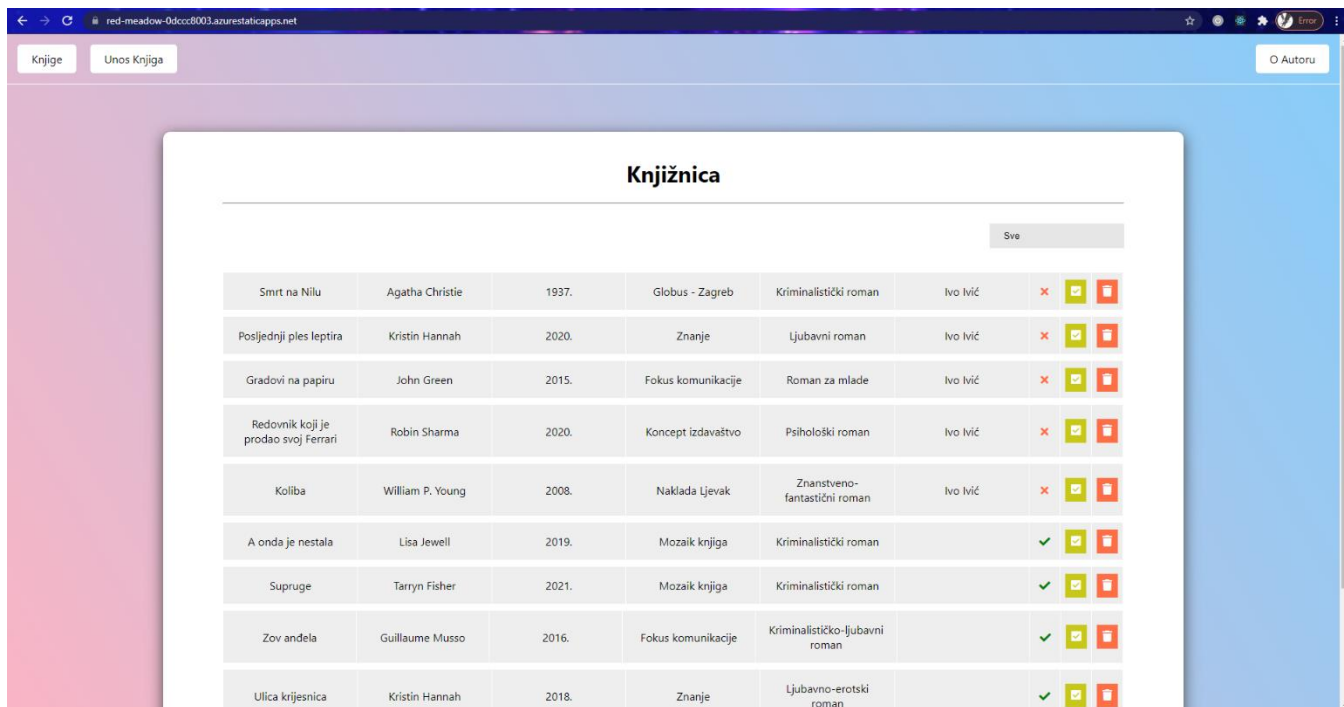 red-meadow-0dccc8003.azurestaticapps.net
Error
Knjige Unos Knjiga O Autoru
Knjižnica
Sve
Smrt na Nilu Agatha Christie 1937. Globus - Zagreb Kriminalistički roman Ivo Ivić
Posljednji ples leptira Kristin Hannah 2020. Znanje Ljubavni roman Ivo Ivić
Gradovi na papiru John Green 2015. Fokus komunikacije Roman za mlade Ivo Ivić
Redovnik koji je
prodao svoj Ferrari Robin Sharma 2020. Koncept izdavaštvo Psihološki roman Ivo Ivić
Koliba William P. Young 2008. Naklada Ljevak Znanstveno-
fantastični roman Ivo Ivić
A onda je nestala Lisa Jewell 2019. Mozaik knjiga Kriminalistički roman
Supruge Tarryn Fisher 2021. Mozaik knjiga Kriminalistički roman
Zov anđela Guillaume Musso 2016. Fokus komunikacije Kriminalističko-ljubavni
roman
Ulica krijesnica Kristin Hannah 2018. Znanje Ljubavno-erotski
roman